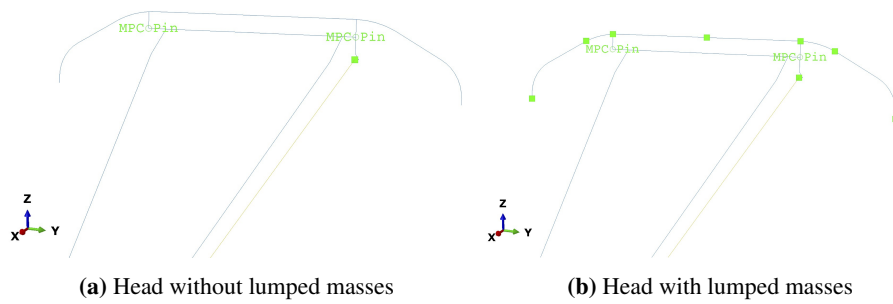 MPC Pin
MPC Pin
Z
Y
X
MPC Pin
MPC Pin
Z
Y
X
(a) Head without lumped masses
(b) Head with lumped masses